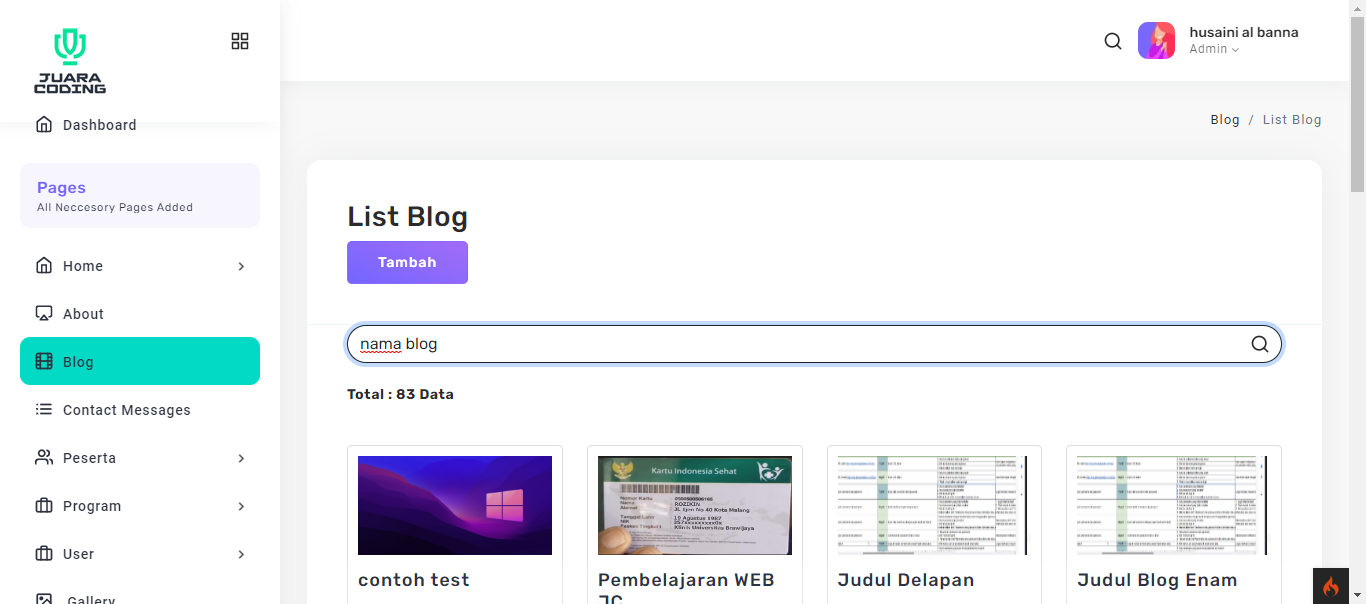 JUARA
CODING
husaini al banna
Admin
Dashboard
Blog / List Blog
Pages
All Neccesory Pages Added
List Blog
Tambah
Home
About
nama blog
Blog
Total : 83 Data
Contact Messages
Peserta
Program
User
Gallery
Kartu Indonesia Sehat
contoh test
Pembelajaran WEB
JC
Judul Delapan
Judul Blog Enam